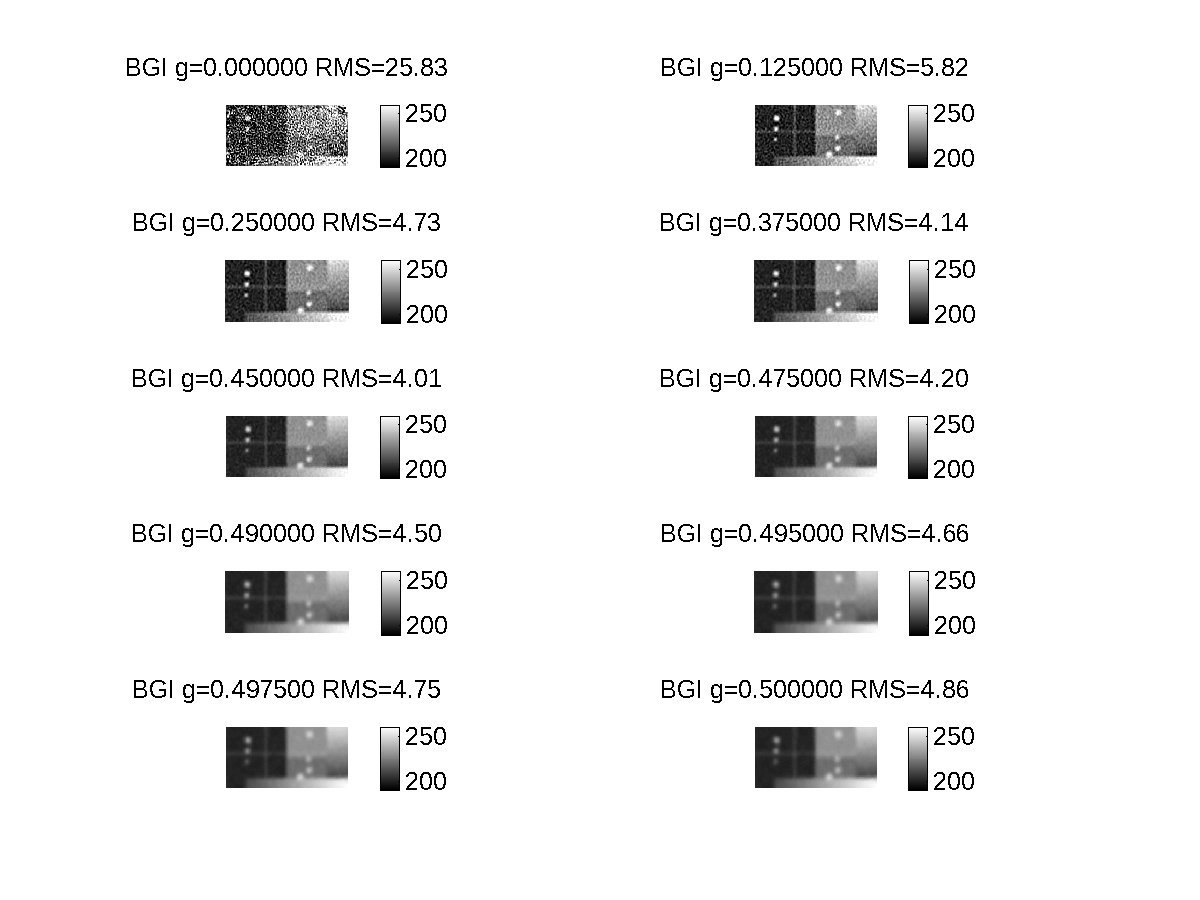 BGI g=0.000000 RMS=25.83
250
200
BGI g=0.125000 RMS=5.82
250
200
BGI g=0.250000 RMS=4.73
250
200
BGI g=0.375000 RMS=4.14
250
200
BGI g=0.450000 RMS=4.01
250
200
BGI g=0.475000 RMS=4.20
250
200
BGI g=0.490000 RMS=4.50
250
200
BGI g=0.495000 RMS=4.66
250
200
BGI g=0.497500 RMS=4.75
250
200
BGI g=0.500000 RMS=4.86
250
200